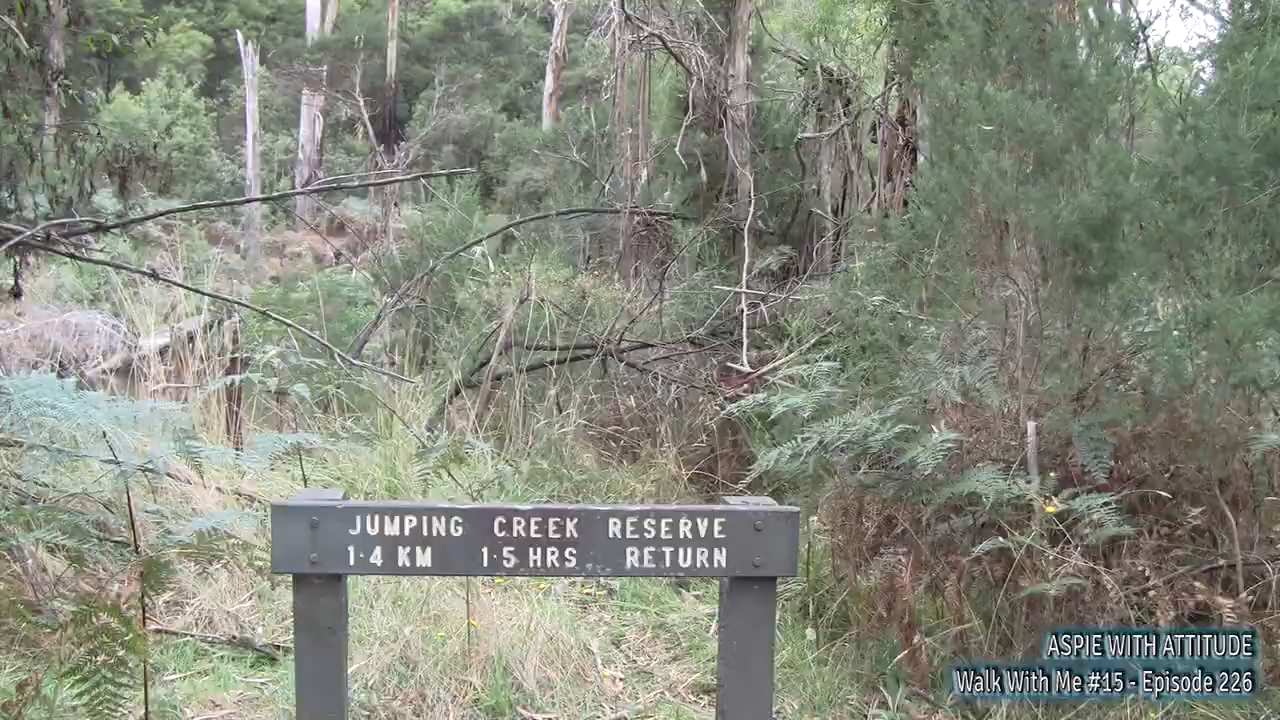 JUMPING CREEK RESERVE
1·4 KM 1·5 HRS RETURN
ASPIE WITH ATTITUDE
Walk With Me #15 - Episode 226